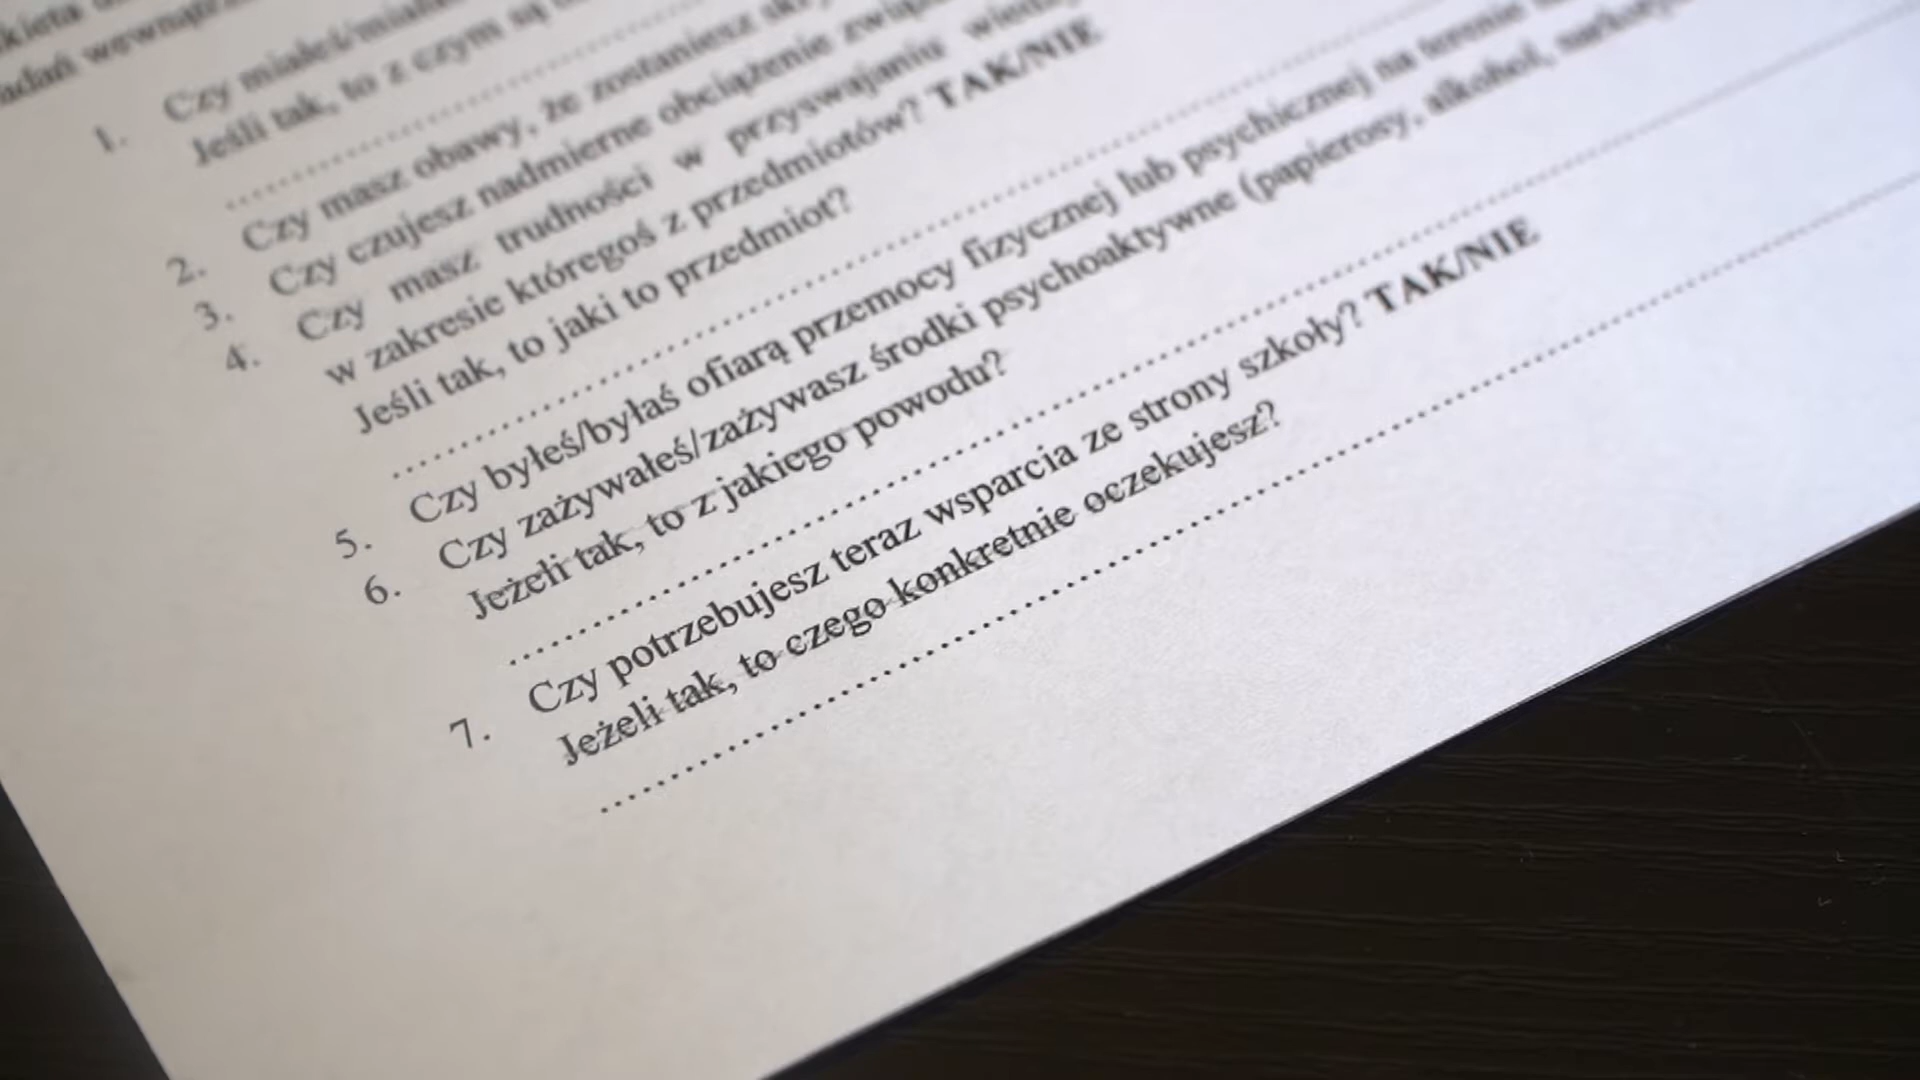 1. Czy miałeś/miałaś
Jeśli tak, to z czym są
2. Czy masz obawy, że zostaniesz
3. Czy czujesz nadmierne obciążenie
4. Czy masz trudności w przyswajaniu
w zakresie któregoś z przedmiotów? TAK/NIE
Jeśli tak, to jaki to przedmiot?
5. Czy byłeś/byłaś ofiarą przemocy fizycznej lub psychicznej na terenie
6. Czy zażywałeś/zażywasz środki psychoaktywne (papierosy, alkohol,
Jeżeli tak, to z jakiego powodu?
7. Czy potrzebujesz teraz wsparcia ze strony szkoły? TAK/NIE
Jeżeli tak, to czego konkretnie oczekujesz?